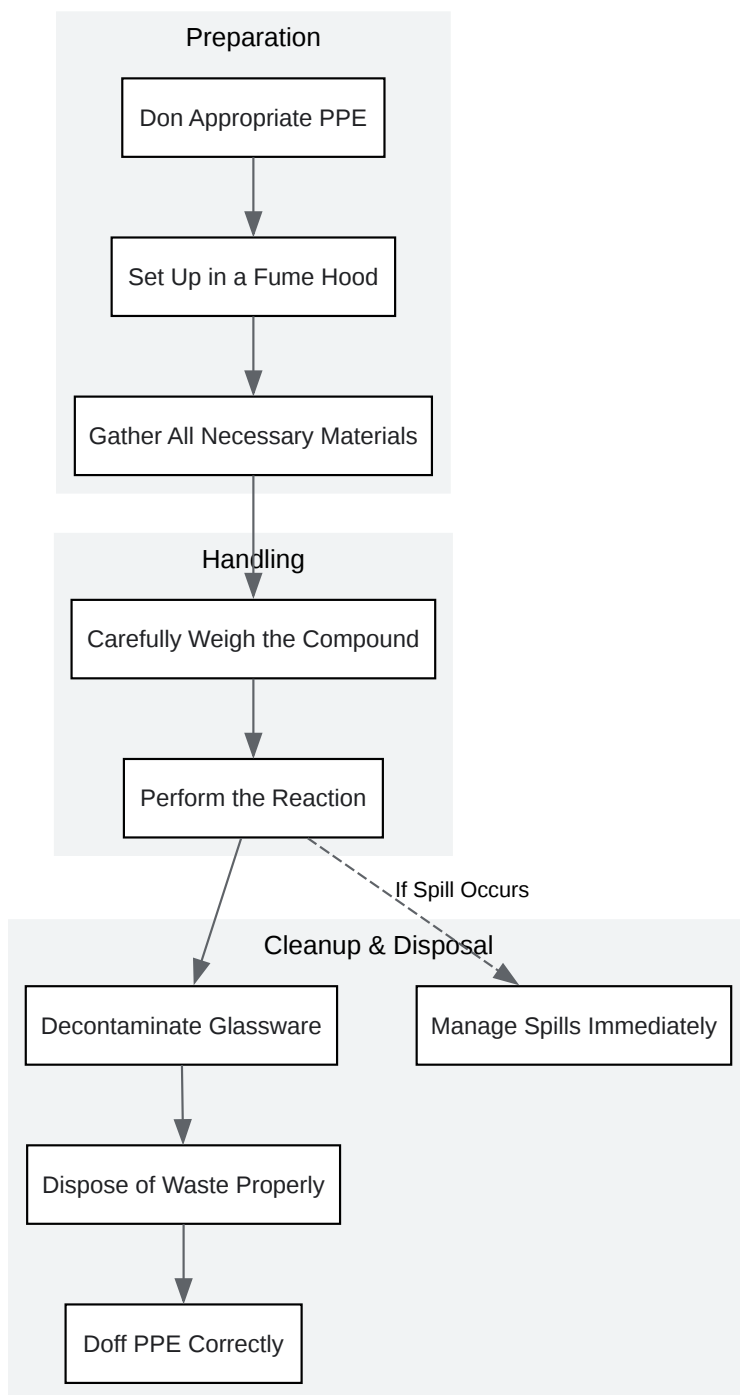 Preparation
Don Appropriate PPE
Set Up in a Fume Hood
Gather All Necessary Materials
Handling
Carefully Weigh the Compound
Perform the Reaction
If Spill Occurs
Cleanup & Disposal
Decontaminate Glassware
Manage Spills Immediately
Dispose of Waste Properly
Doff PPE Correctly